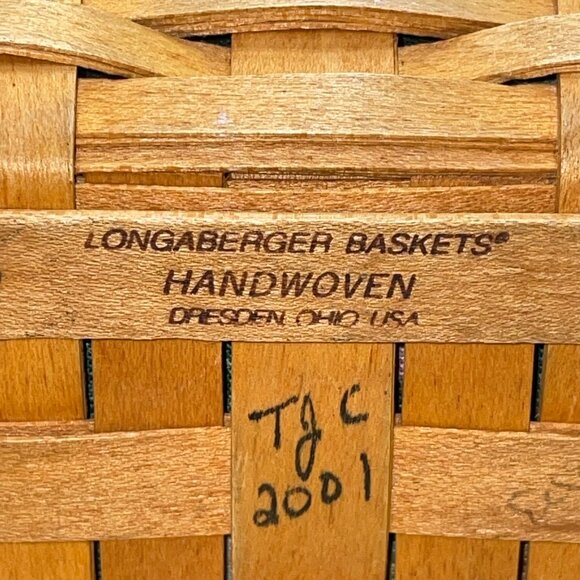 LONGABERGER BASKETS®
HANDWOVEN
DRESDEN, OHIO USA
TJC
2001